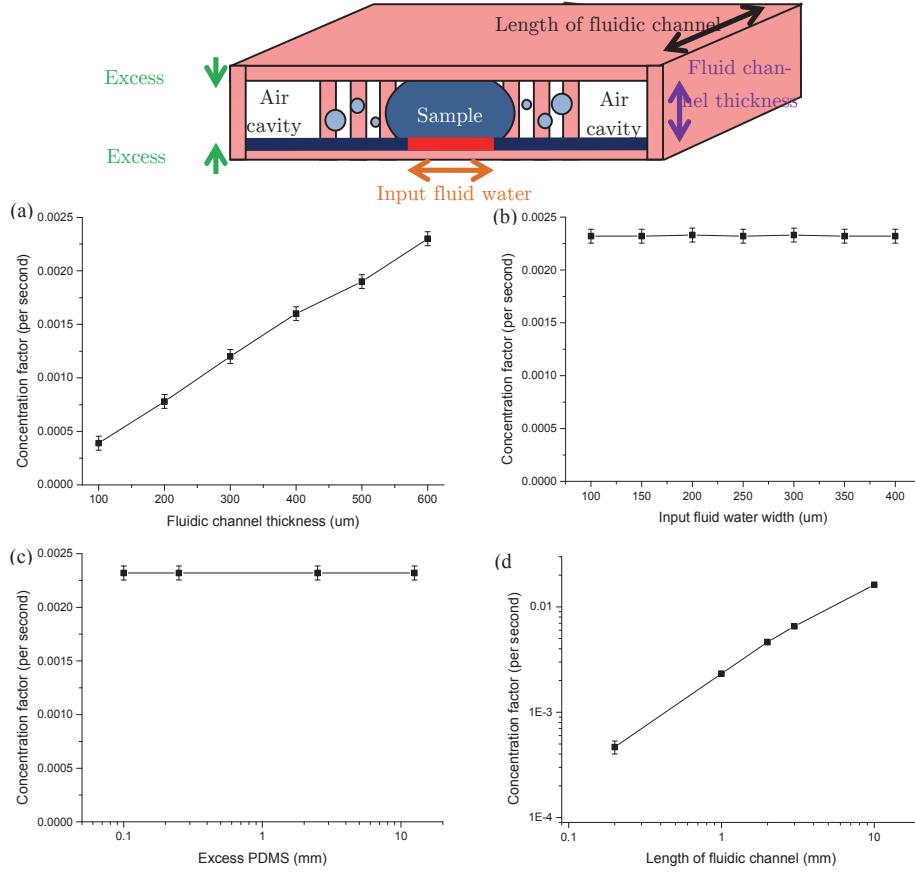 Length of fluidic channel
Excess
Fluid chan-
nel thickness
Air
cavity
Sample
Air
cavity
Excess
Input fluid water
(a)
0.0025
0.0020
0.0015
0.0010
0.0005
0.0000
Concentration factor (per second)
100 200 300 400 500 600
Fluidic channel thickness (um)
(b)
0.0025
0.0020
0.0015
0.0010
0.0005
0.0000
Concentration factor (per second)
100 150 200 250 300 350 400
Input fluid water width (um)
(c)
0.0025
0.0020
0.0015
0.0010
0.0005
0.0000
Concentration factor (per second)
0.1 1 10
Excess PDMS (mm)
(d
0.01
1E-3
1E-4
Concentration factor (per second)
0.1 1 10
Length of fluidic channel (mm)